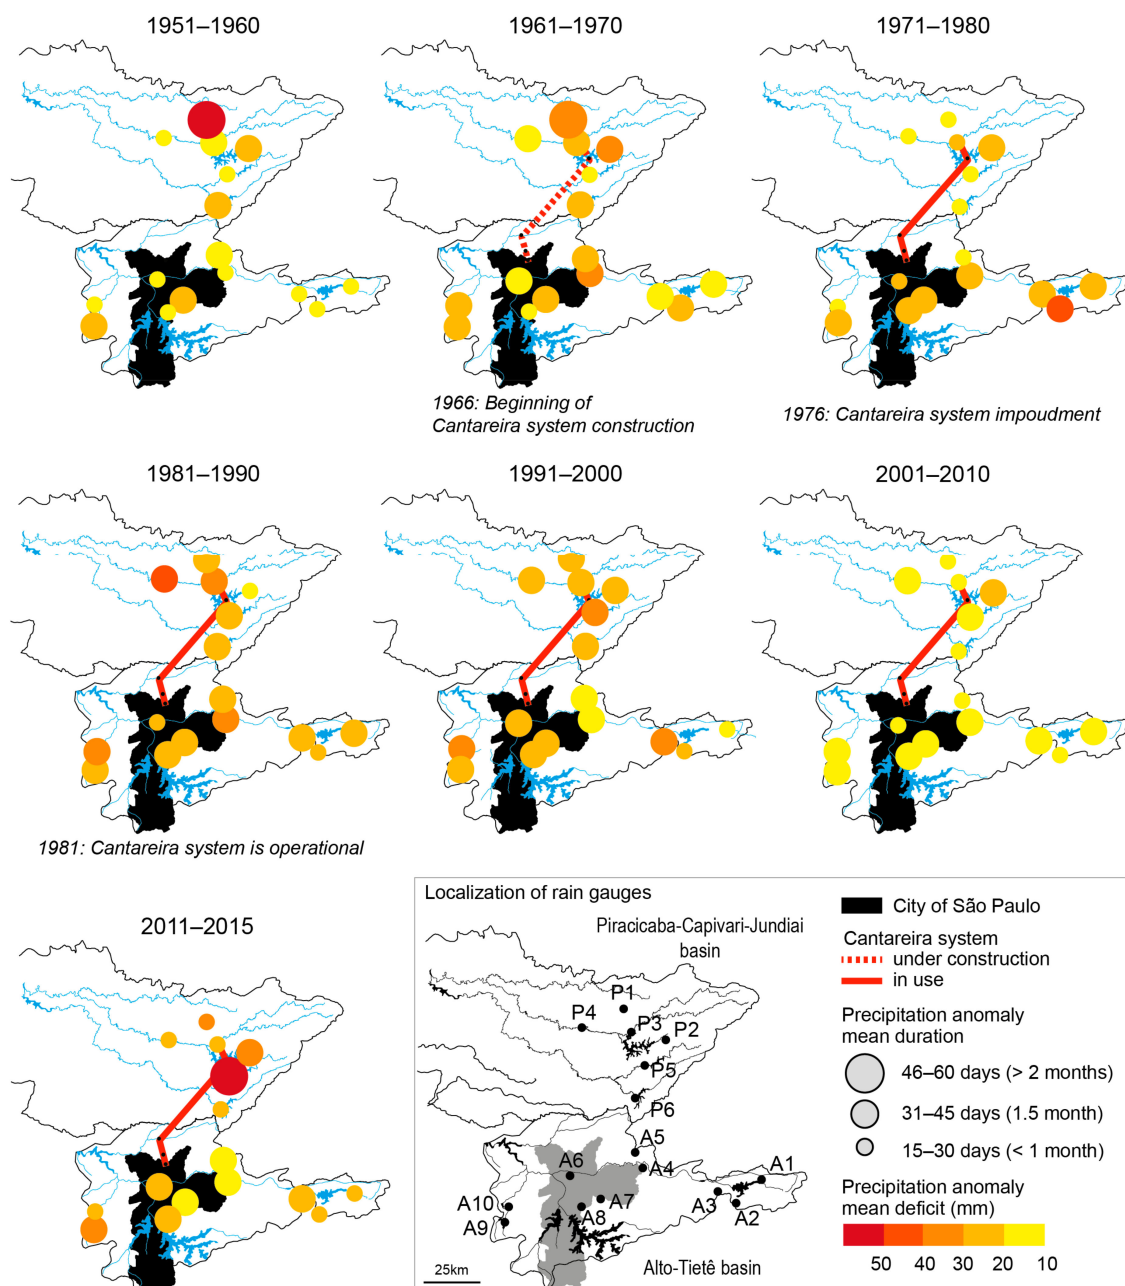 1951–1960
1961–1970
1971–1980
1966: Beginning of
Cantareira system construction
1976: Cantareira system impoudment
1981–1990
1991–2000
2001–2010
1981: Cantareira system is operational
2011–2015
Localization of rain gauges
Piracicaba-Capivari-Jundiai
basin
P1
P4
P3
P2
P5
P6
A5
A4
A6
A1
A10
A7
A3
A2
A9
A8
25km
Alto-Tietê basin
City of São Paulo
Cantareira system
under construction
in use
Precipitation anomaly
mean duration
46–60 days (> 2 months)
31–45 days (1.5 month)
15–30 days (< 1 month)
Precipitation anomaly
mean deficit (mm)
50 40 30 20 10